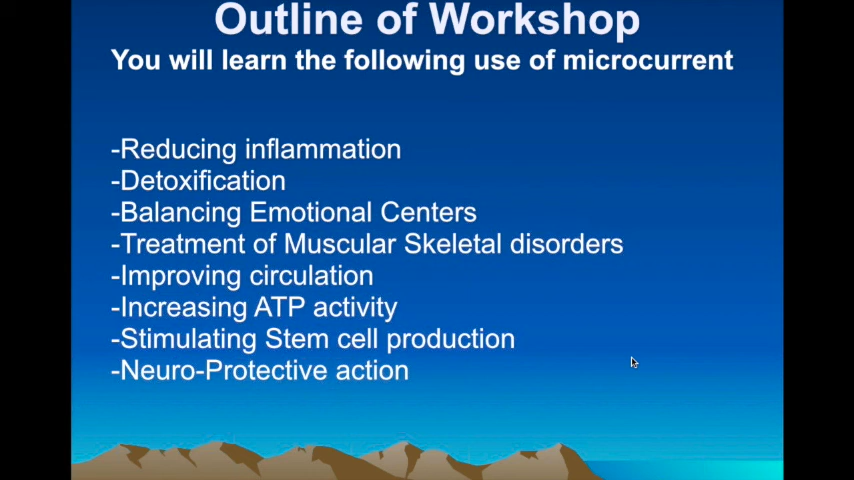 Outline of Workshop
You will learn the following use of microcurrent
-Reducing inflammation
-Detoxification
-Balancing Emotional Centers
-Treatment of Muscular Skeletal disorders
-Improving circulation
-Increasing ATP activity
-Stimulating Stem cell production
-Neuro-Protective action